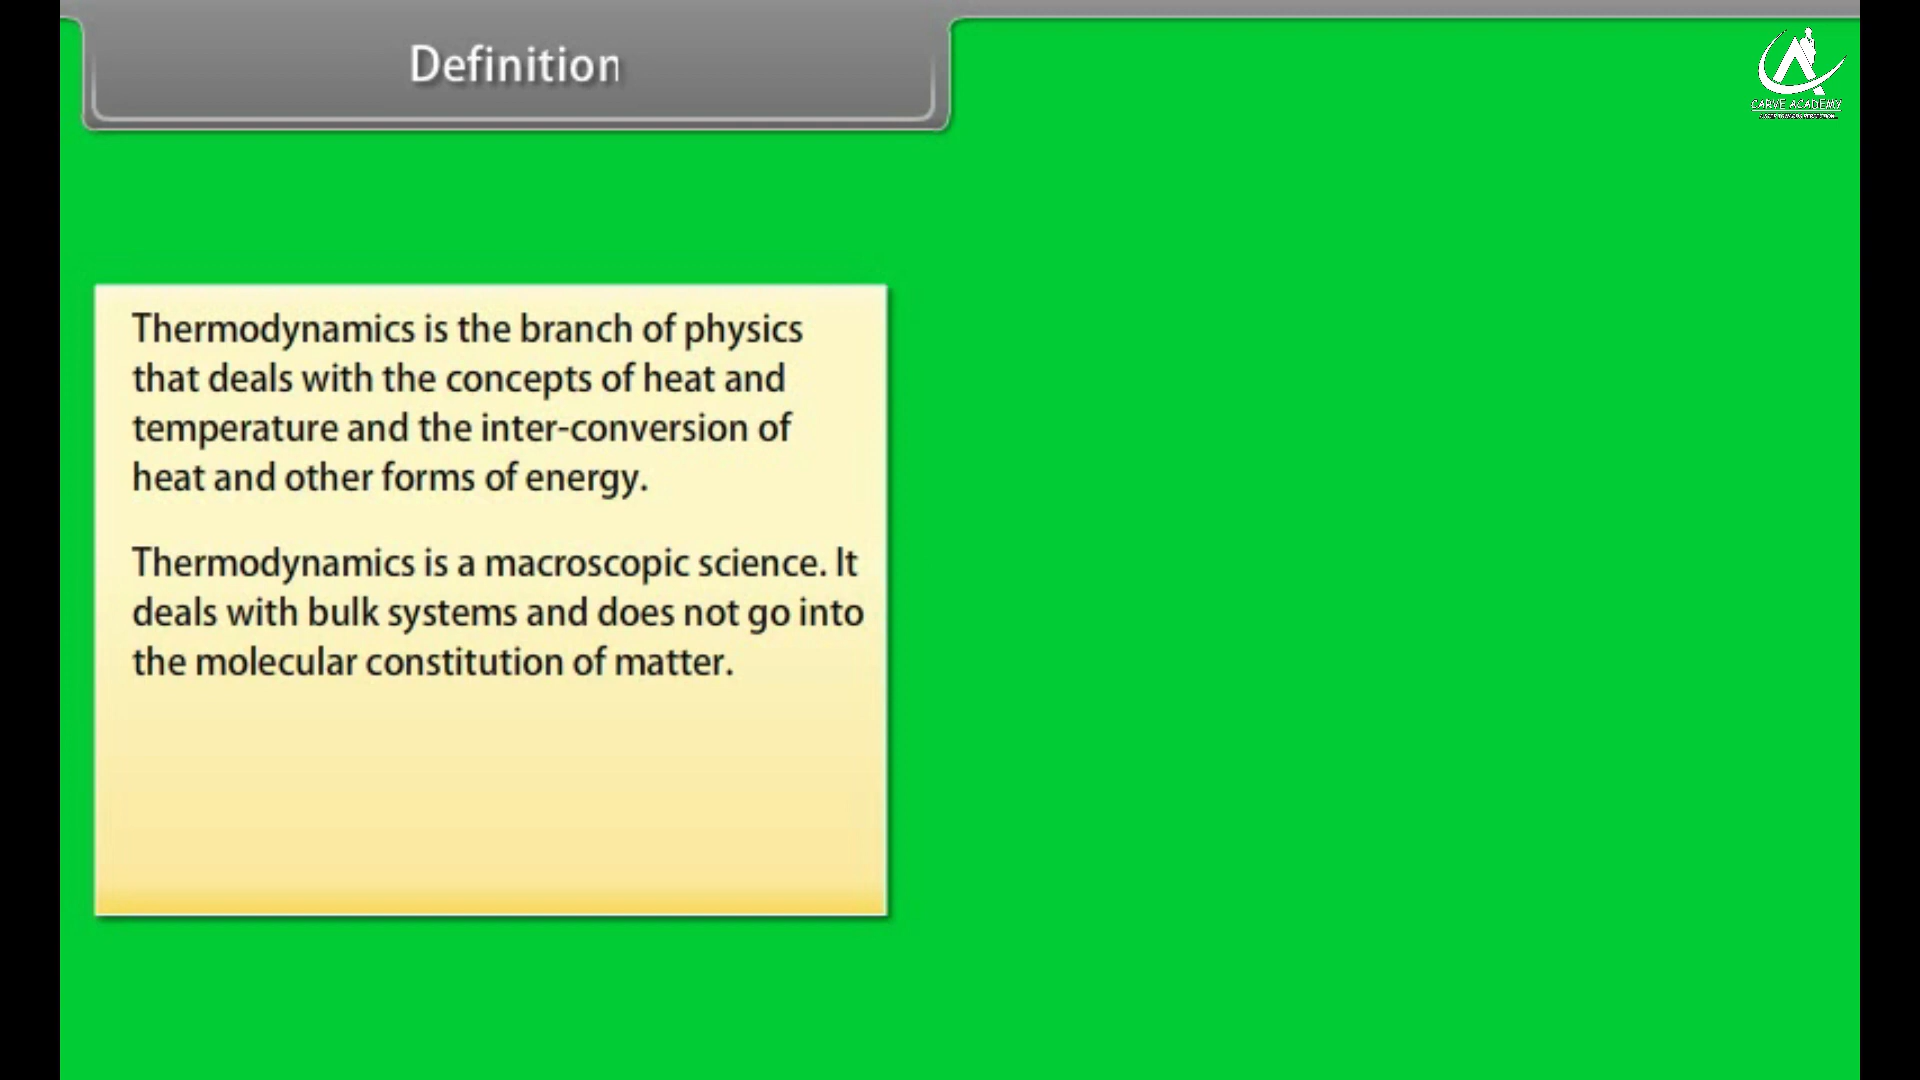 Definition
CARVE ACADEMY
Thermodynamics is the branch of physics
that deals with the concepts of heat and
temperature and the inter-conversion of
heat and other forms of energy.
Thermodynamics is a macroscopic science. It
deals with bulk systems and does not go into
the molecular constitution of matter.